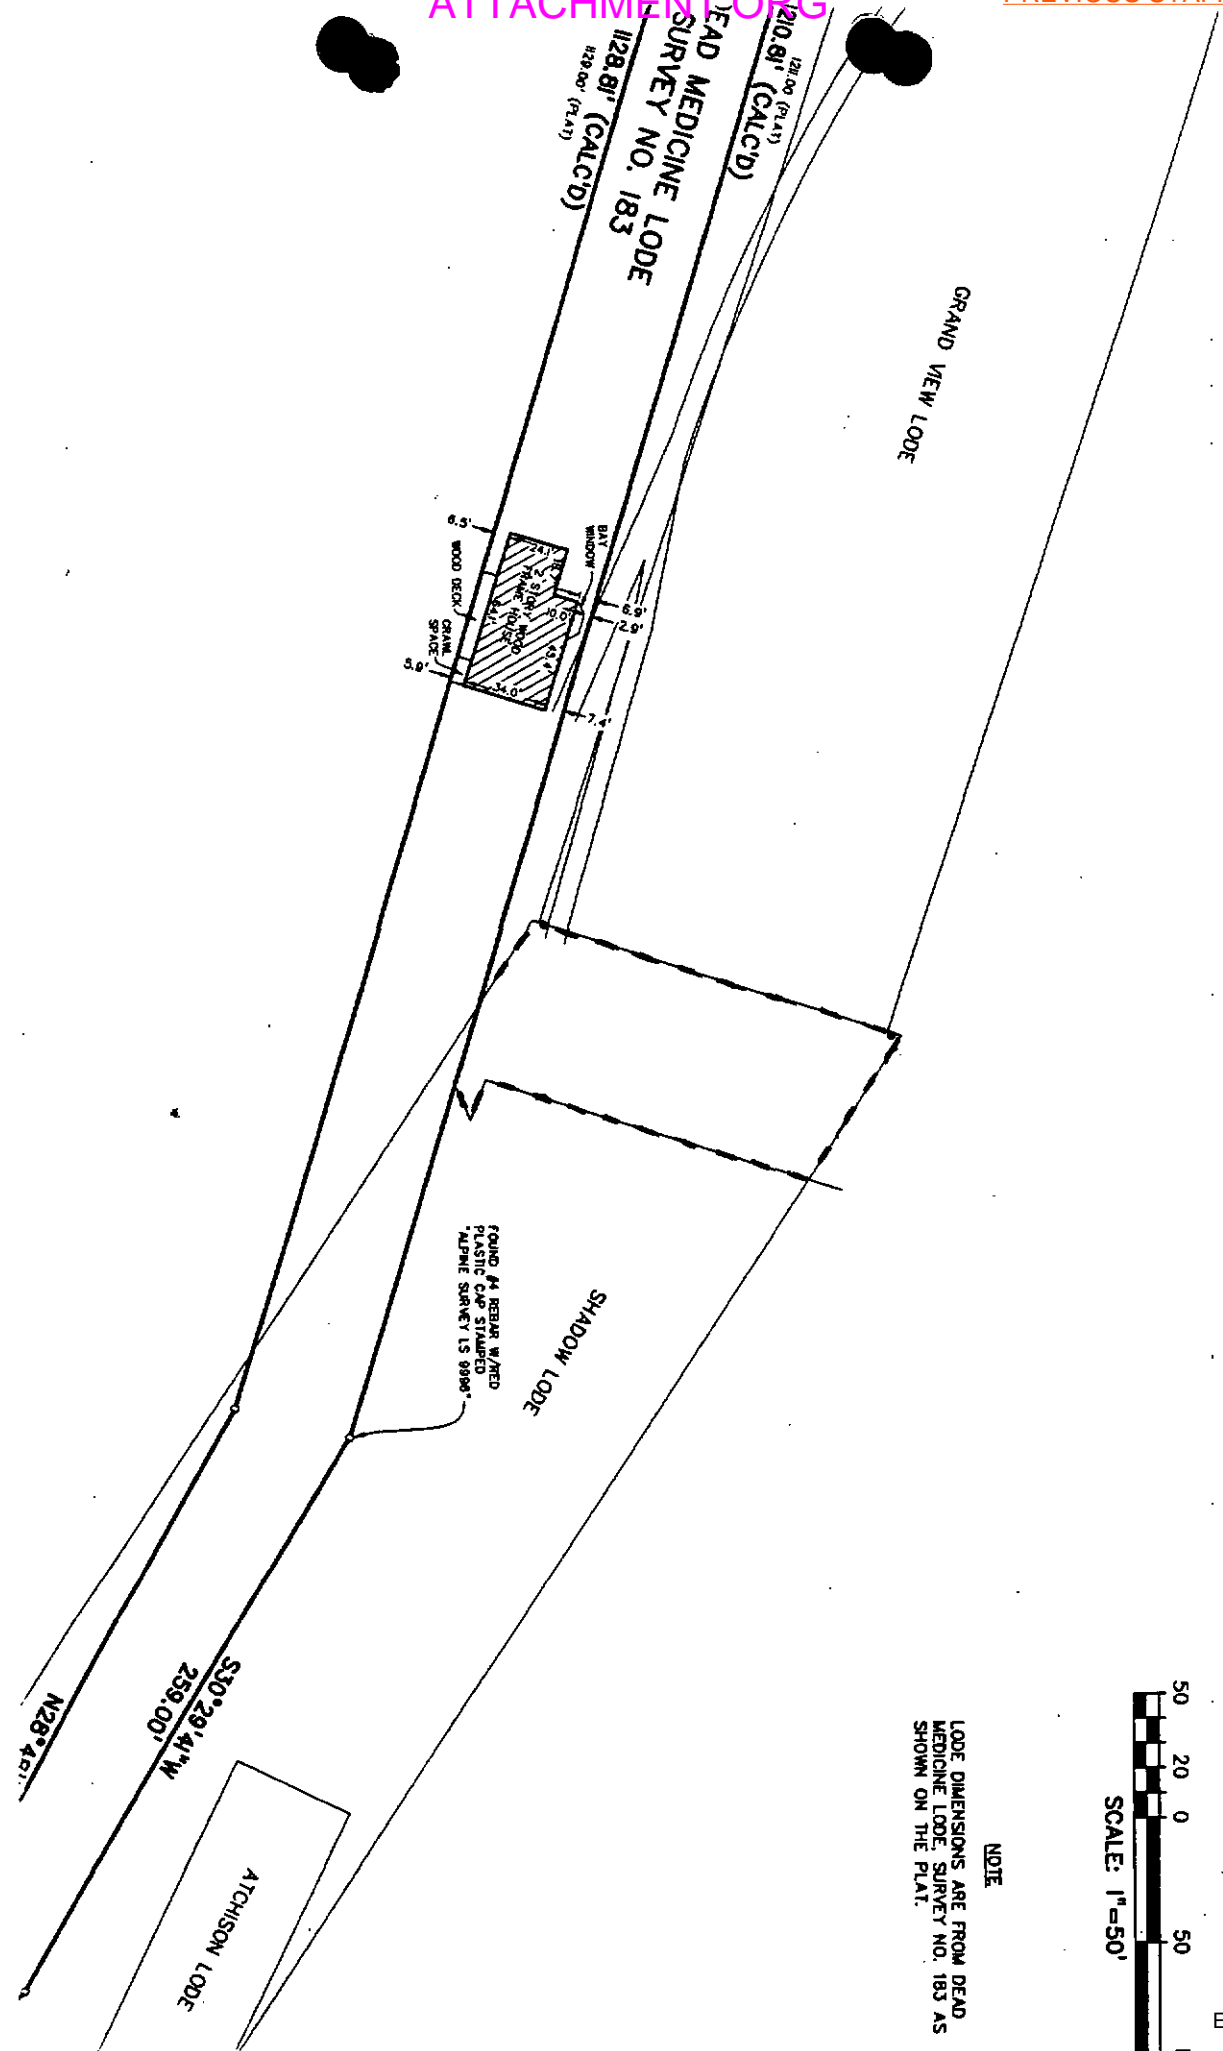 ATTACHMENT ORG
DEAD MEDICINE LODE
SURVEY NO. 183
1210.81' (CALC'D)
1211.00 (PLAT)
1128.81' (CALC'D)
1129.00' (PLAT)
GRAND VIEW LODE
BAY
WINDOW
6.5'
WOOD DECK
CRAWL
SPACE
5.9'
24.1'
2 STORY WOOD
FRAME HOUSE
10.0'
34.0'
6.9'
2.9'
7.4'
FOUND #4 REBAR W/RED
PLASTIC CAP STAMPED
"ALPINE SURVEY LS 9996"
SHADOW LODE
S30°29'41"W
259.00'
N28°
ATCHISON LODE
NOTE
LODE DIMENSIONS ARE FROM DEAD
MEDICINE LODE, SURVEY NO. 183 AS
SHOWN ON THE PLAT.
50 20 0 50
SCALE: 1"=50'